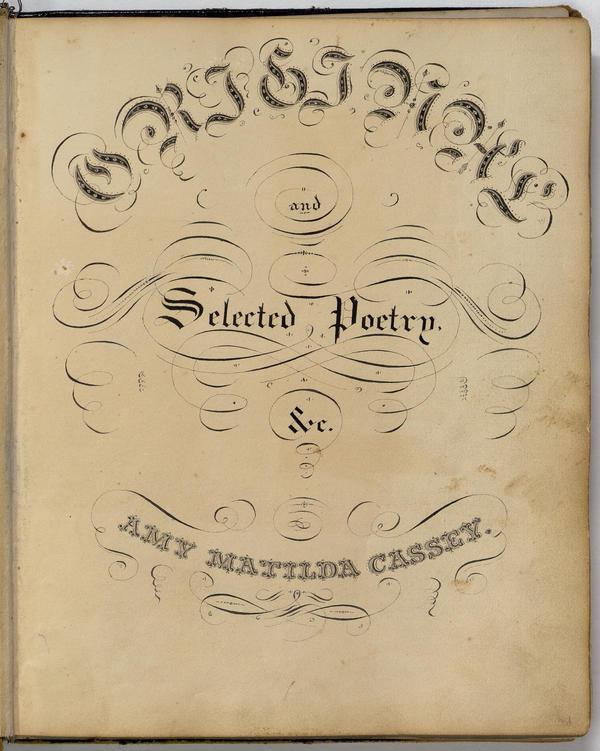 ORIGINAL
and
Selected Poetry.
&c.
AMY MATILDA CASSEY.